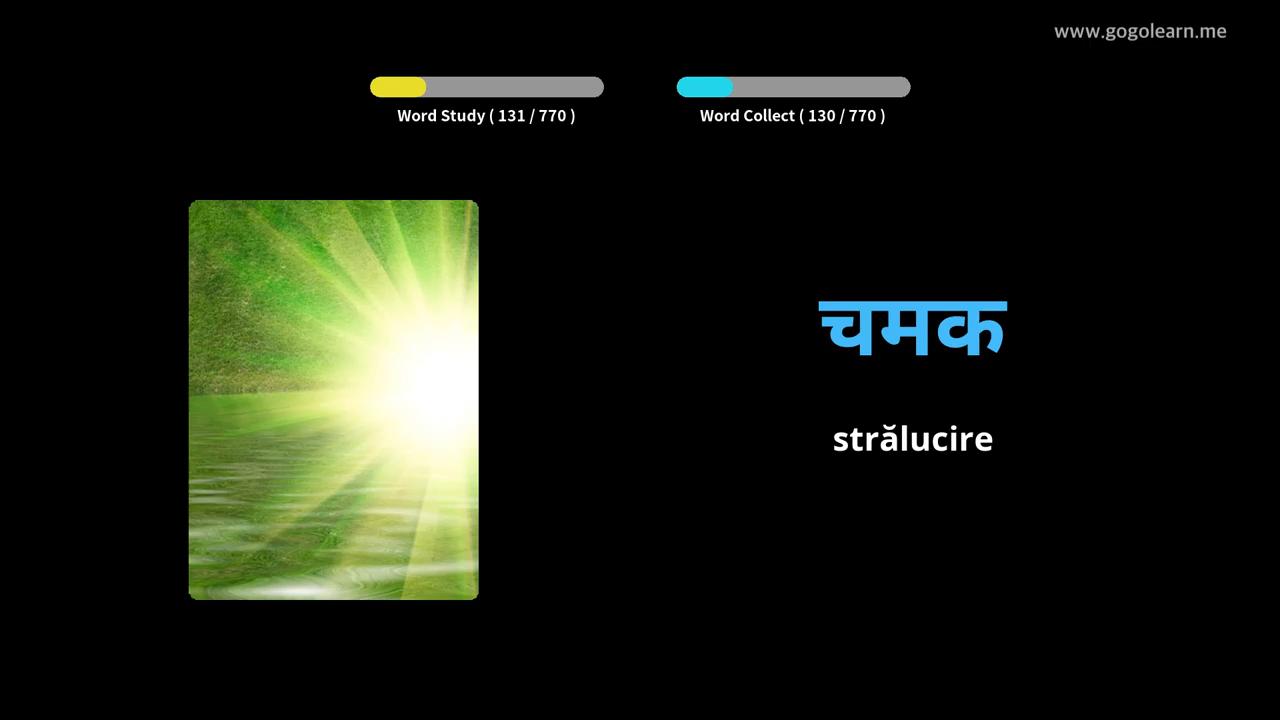 www.gogolearn.me
Word Study ( 131 / 770 )
Word Collect ( 130 / 770 )
चमक
strălucire